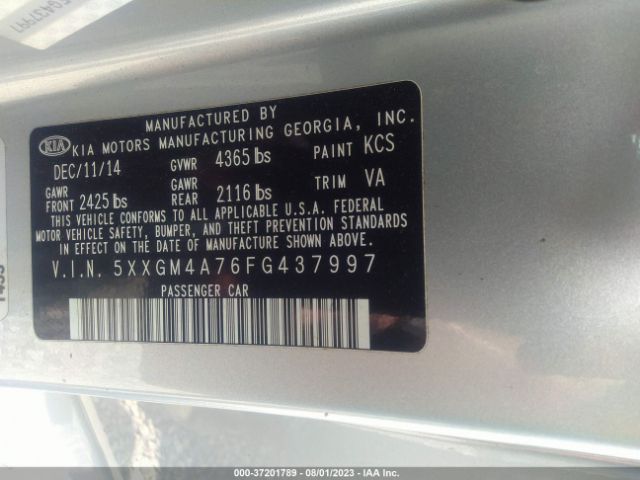 FG437997
MANUFACTURED BY
KIA KIA MOTORS MANUFACTURING GEORGIA, INC.
DEC/11/14 GVWR 4365 lbs PAINT KCS
GAWR FRONT 2425 lbs GAWR REAR 2116 lbs TRIM VA
THIS VEHICLE CONFORMS TO ALL APPLICABLE U.S.A. FEDERAL
MOTOR VEHICLE SAFETY, BUMPER, AND THEFT PREVENTION STANDARDS
IN EFFECT ON THE DATE OF MANUFACTURE SHOWN ABOVE.
V.I.N. 5XXGM4A76FG437997
PASSENGER CAR
1435
000-37201789 - 08/01/2023 - IAA Inc.